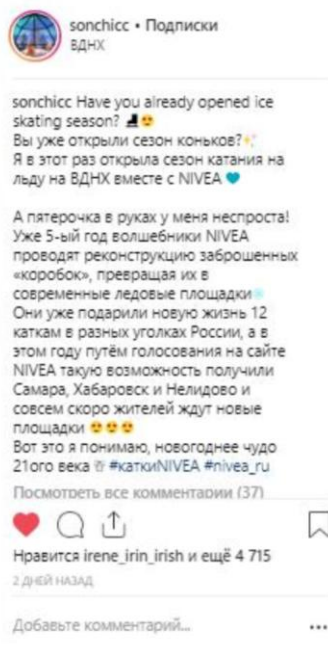 sonchicc • Подписки
ВДНХ
sonchicc Have you already opened ice
skating season? ⛸😍
Вы уже открыли сезон коньков?✨
Я в этот раз открыла сезон катания на
льду на ВДНХ вместе с NIVEA 💙
А пятерочка в руках у меня неспроста!
Уже 5-ый год волшебники NIVEA
проводят реконструкцию заброшенных
«коробок», превращая их в
современные ледовые площадки❄
Они уже подарили новую жизнь 12
каткам в разных уголках России, а в
этом году путём голосования на сайте
NIVEA такую возможность получили
Самара, Хабаровск и Нелидово и
совсем скоро жителей ждут новые
площадки 😍😍😍
Вот это я понимаю, новогоднее чудо
21ого века ☃ #каткиNIVEA #nivea_ru
Посмотреть все комментарии (37)
Нравится irene_irin_irish и ещё 4 715
2 ДНЕЙ НАЗАД
Добавьте комментарий...